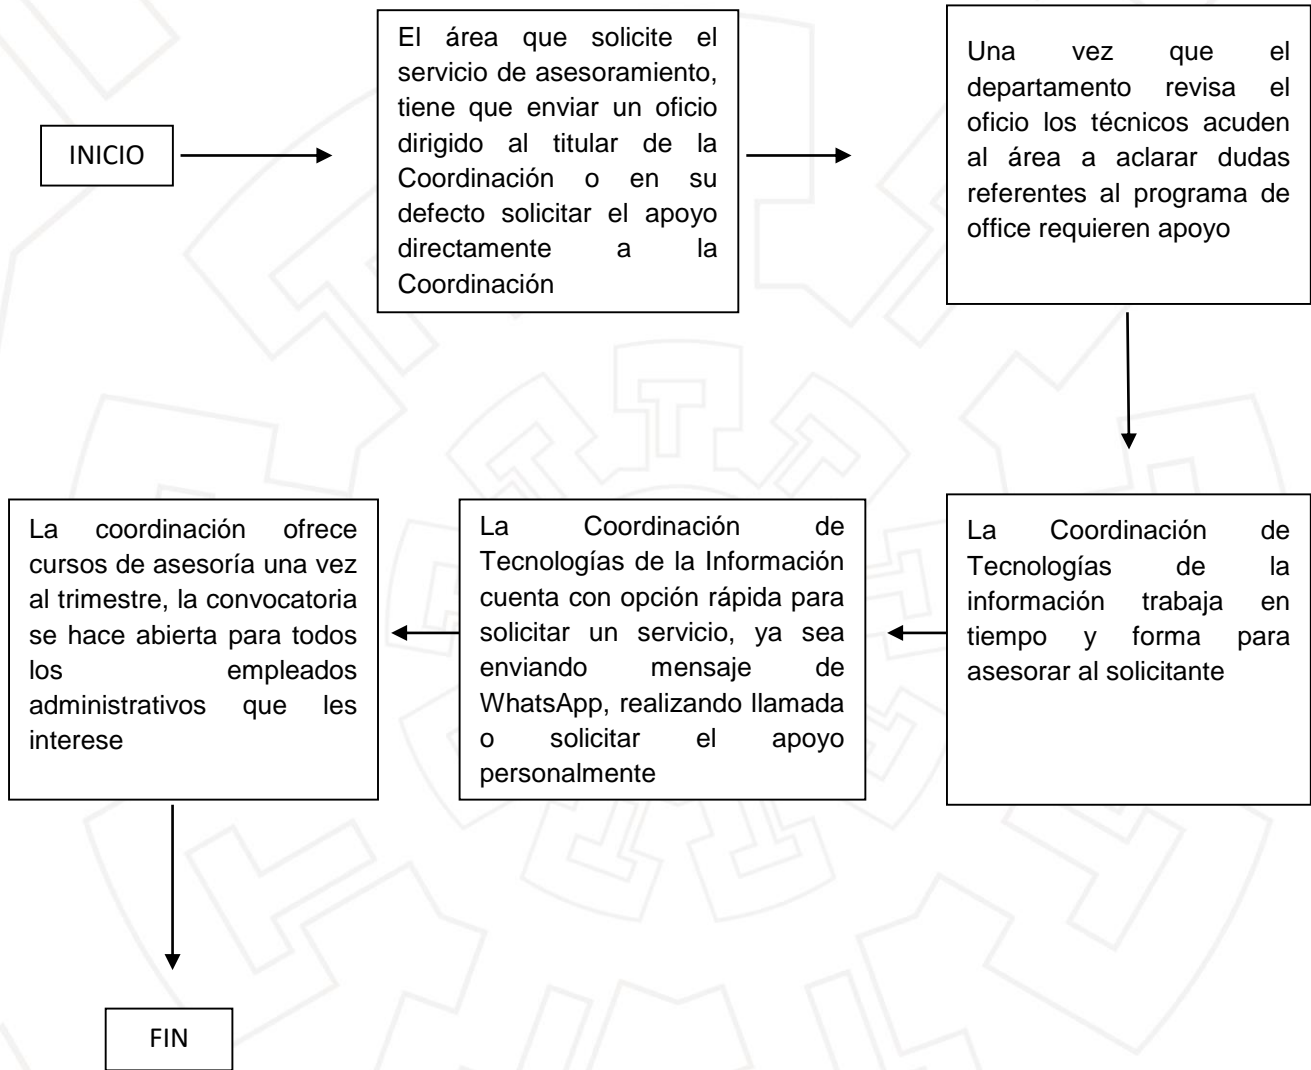 INICIO
El área que solicite el
servicio de asesoramiento,
tiene que enviar un oficio
dirigido al titular de la
Coordinación o en su
defecto solicitar el apoyo
directamente a la
Coordinación
Una vez que el
departamento revisa el
oficio los técnicos acuden
al área a aclarar dudas
referentes al programa de
office requieren apoyo
La Coordinación de
Tecnologías de la
información trabaja en
tiempo y forma para
asesorar al solicitante
La Coordinación de
Tecnologías de la Información
cuenta con opción rápida para
solicitar un servicio, ya sea
enviando mensaje de
WhatsApp, realizando llamada
o solicitar el apoyo
personalmente
La coordinación ofrece
cursos de asesoría una vez
al trimestre, la convocatoria
se hace abierta para todos
los empleados
administrativos que les
interese
FIN